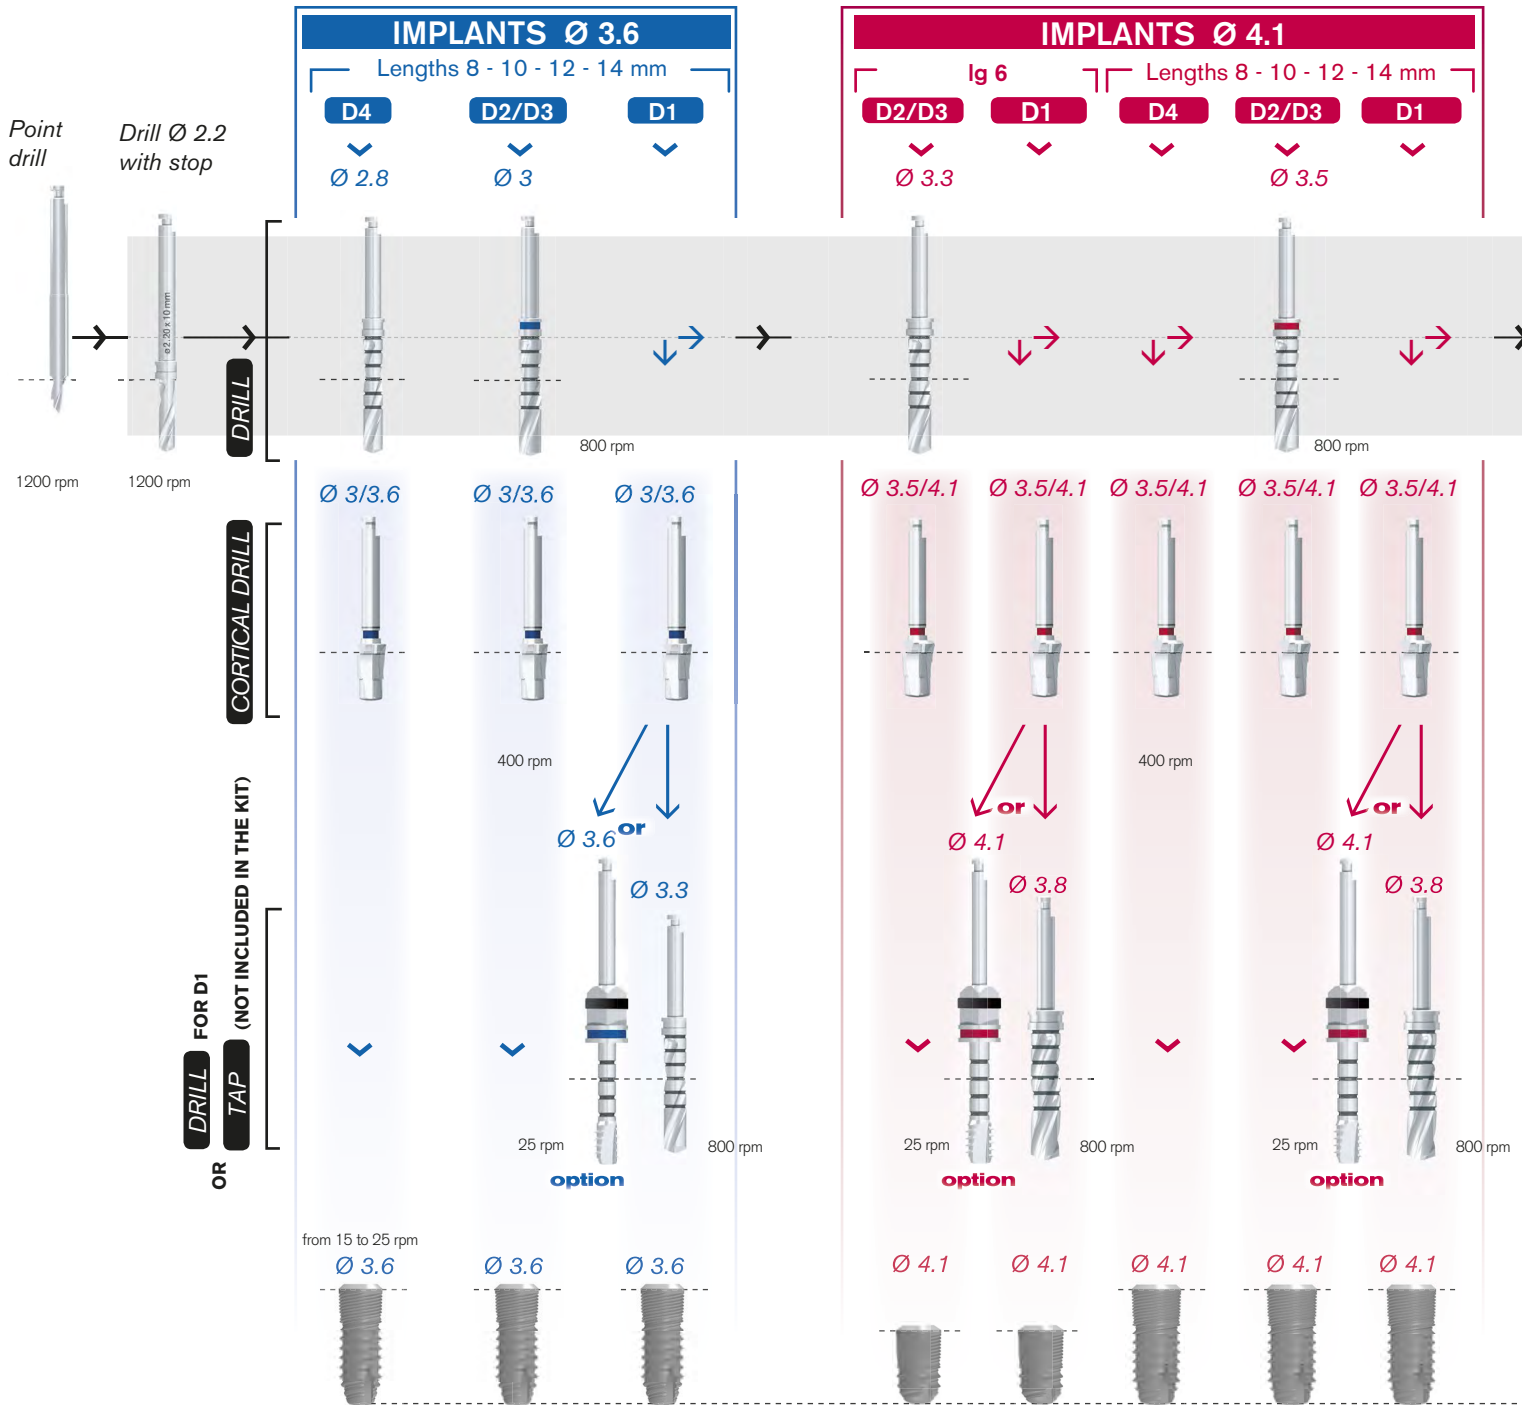 IMPLANTS Ø 3.6
IMPLANTS Ø 4.1
Lengths 8 - 10 - 12 - 14 mm
lg 6
Lengths 8 - 10 - 12 - 14 mm
D4
D2/D3
D1
D2/D3
D1
D4
D2/D3
D1
Point
drill
Drill Ø 2.2
with stop
Ø 2.8
Ø 3
Ø 3.3
Ø 3.5
ø 2.20 x 10 mm
DRILL
800 rpm
800 rpm
1200 rpm
1200 rpm
Ø 3/3.6
Ø 3/3.6
Ø 3/3.6
Ø 3.5/4.1
Ø 3.5/4.1
Ø 3.5/4.1
Ø 3.5/4.1
Ø 3.5/4.1
CORTICAL DRILL
400 rpm
400 rpm
or
or
or
Ø 3.6
Ø 3.3
Ø 4.1
Ø 3.8
Ø 4.1
Ø 3.8
DRILL FOR D1
OR
TAP (NOT INCLUDED IN THE KIT)
25 rpm
800 rpm
25 rpm
800 rpm
25 rpm
800 rpm
option
option
option
from 15 to 25 rpm
Ø 3.6
Ø 3.6
Ø 3.6
Ø 4.1
Ø 4.1
Ø 4.1
Ø 4.1
Ø 4.1